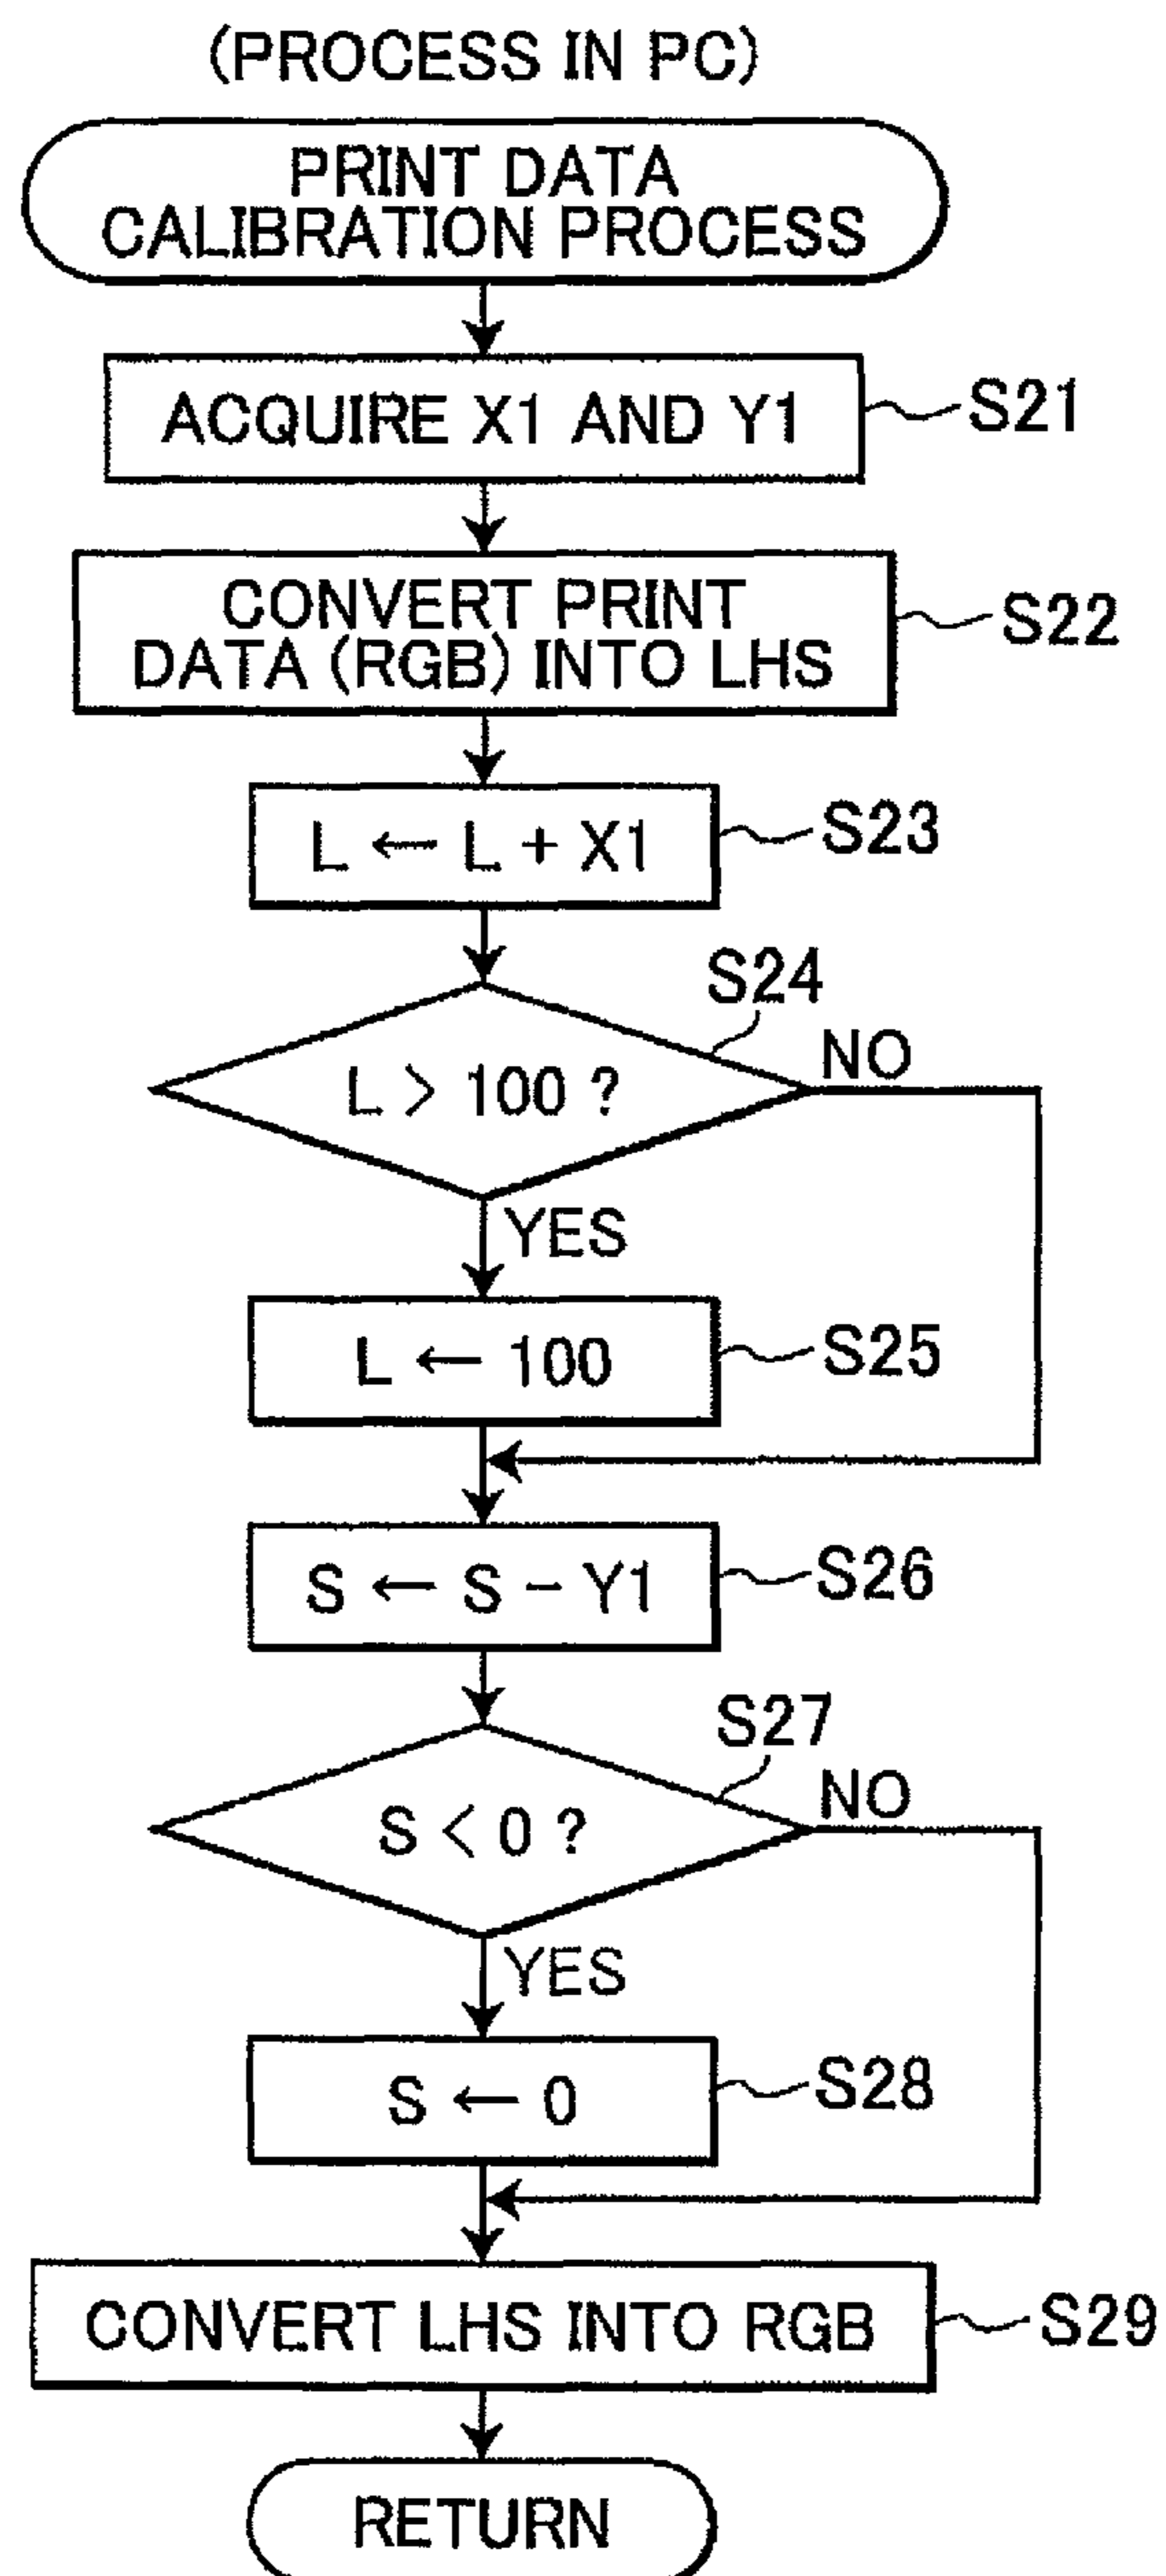 (PROCESS IN PC)
PRINT DATA
CALIBRATION PROCESS
ACQUIRE X1 AND Y1
S21
CONVERT PRINT
DATA (RGB) INTO LHS
S22
L ← L + X1
S23
S24
L > 100 ?
NO
YES
L ← 100
S25
S ← S - Y1
S26
S27
S < 0 ?
NO
YES
S ← 0
S28
CONVERT LHS INTO RGB
S29
RETURN